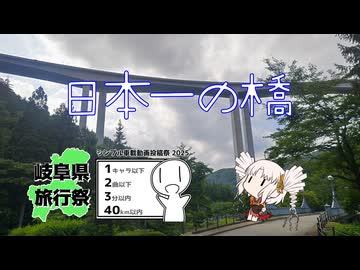 日本一の橋
シンプル車載動画投稿祭 2025
岐阜県
旅行祭
1キャラ以下
2曲以下
3分以内
40km以内